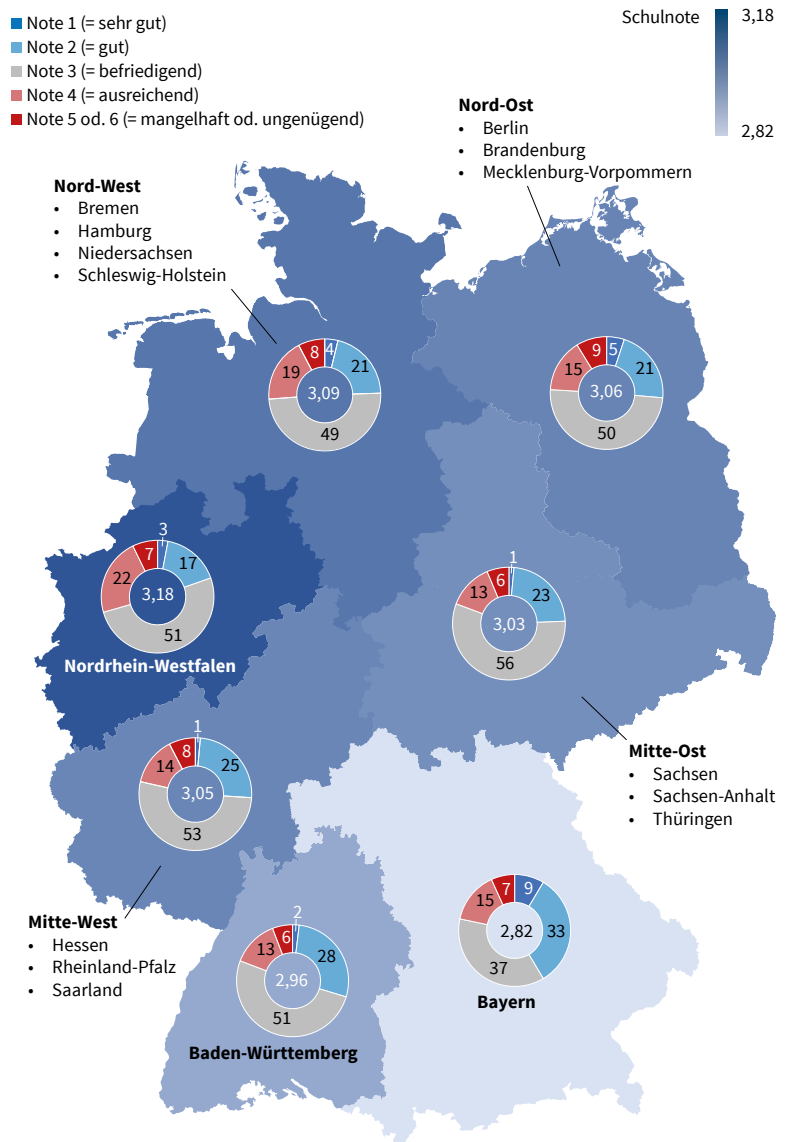 Note 1 (= sehr gut)
Note 2 (= gut)
Note 3 (= befriedigend)
Note 4 (= ausreichend)
Note 5 od. 6 (= mangelhaft od. ungenügend)
Schulnote
3,18
2,82
Nord-Ost
• Berlin
• Brandenburg
• Mecklenburg-Vorpommern
Nord-West
• Bremen
• Hamburg
• Niedersachsen
• Schleswig-Holstein
4
21
49
19
8
3,09
5
21
50
15
9
3,06
3
17
51
22
7
3,18
Nordrhein-Westfalen
1
23
56
13
6
3,03
Mitte-Ost
• Sachsen
• Sachsen-Anhalt
• Thüringen
1
25
53
14
8
3,05
Mitte-West
• Hessen
• Rheinland-Pfalz
• Saarland
2
28
51
13
6
2,96
Baden-Württemberg
9
33
37
15
7
2,82
Bayern